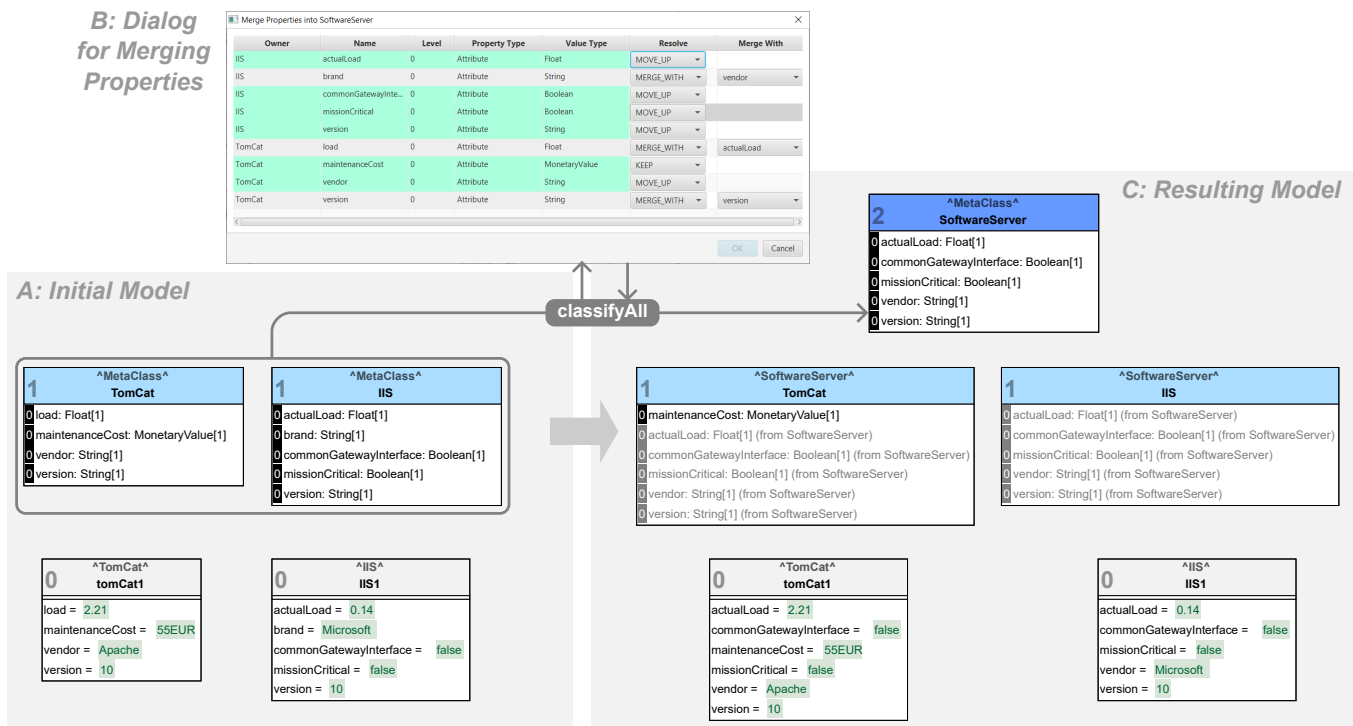 B: Dialog
for Merging
Properties
Merge Properties into SoftwareServer
Owner Name Level Property Type Value Type Resolve Merge With
IIS actualLoad 0 Attribute Float MOVE_UP
IIS brand 0 Attribute String MERGE_WITH vendor
IIS commonGatewayInte... 0 Attribute Boolean MOVE_UP
IIS missionCritical 0 Attribute Boolean MOVE_UP
IIS version 0 Attribute String MOVE_UP
TomCat load 0 Attribute Float MERGE_WITH actualLoad
TomCat maintenanceCost 0 Attribute MonetaryValue KEEP
TomCat vendor 0 Attribute String MOVE_UP
TomCat version 0 Attribute String MERGE_WITH version
OK Cancel
C: Resulting Model
2
^MetaClass^
SoftwareServer
0 actualLoad: Float[1]
0 commonGatewayInterface: Boolean[1]
0 missionCritical: Boolean[1]
0 vendor: String[1]
0 version: String[1]
A: Initial Model
classifyAll
1
^MetaClass^
TomCat
0 load: Float[1]
0 maintenanceCost: MonetaryValue[1]
0 vendor: String[1]
0 version: String[1]
1
^MetaClass^
IIS
0 actualLoad: Float[1]
0 brand: String[1]
0 commonGatewayInterface: Boolean[1]
0 missionCritical: Boolean[1]
0 version: String[1]
1
^SoftwareServer^
TomCat
0 maintenanceCost: MonetaryValue[1]
0 actualLoad: Float[1] (from SoftwareServer)
0 commonGatewayInterface: Boolean[1] (from SoftwareServer)
0 missionCritical: Boolean[1] (from SoftwareServer)
0 vendor: String[1] (from SoftwareServer)
0 version: String[1] (from SoftwareServer)
1
^SoftwareServer^
IIS
0 actualLoad: Float[1] (from SoftwareServer)
0 commonGatewayInterface: Boolean[1] (from SoftwareServer)
0 missionCritical: Boolean[1] (from SoftwareServer)
0 vendor: String[1] (from SoftwareServer)
0 version: String[1] (from SoftwareServer)
0
^TomCat^
tomCat1
load = 2.21
maintenanceCost = 55EUR
vendor = Apache
version = 10
0
^IIS^
IIS1
actualLoad = 0.14
brand = Microsoft
commonGatewayInterface = false
missionCritical = false
version = 10
0
^TomCat^
tomCat1
actualLoad = 2.21
commonGatewayInterface = false
maintenanceCost = 55EUR
missionCritical = false
vendor = Apache
version = 10
0
^IIS^
IIS1
actualLoad = 0.14
commonGatewayInterface = false
missionCritical = false
vendor = Microsoft
version = 10